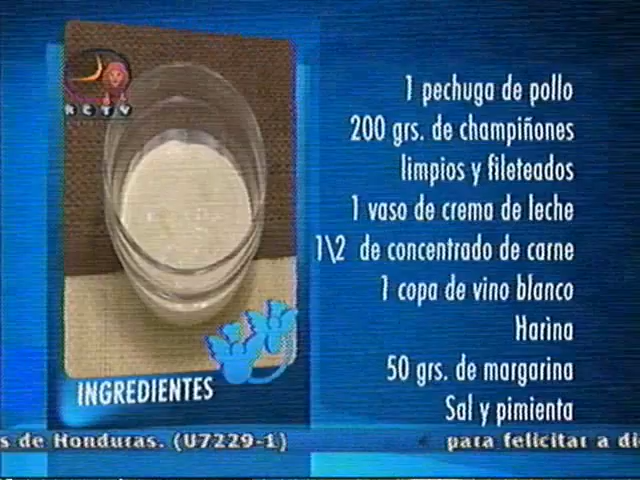 RCTV
1 pechuga de pollo
200 grs. de champiñones
limpios y fileteados
1 vaso de crema de leche
1\2 de concentrado de carne
1 copa de vino blanco
Harina
50 grs. de margarina
Sal y pimienta
INGREDIENTES
s de Honduras. (U7229-1) para felicitar a di